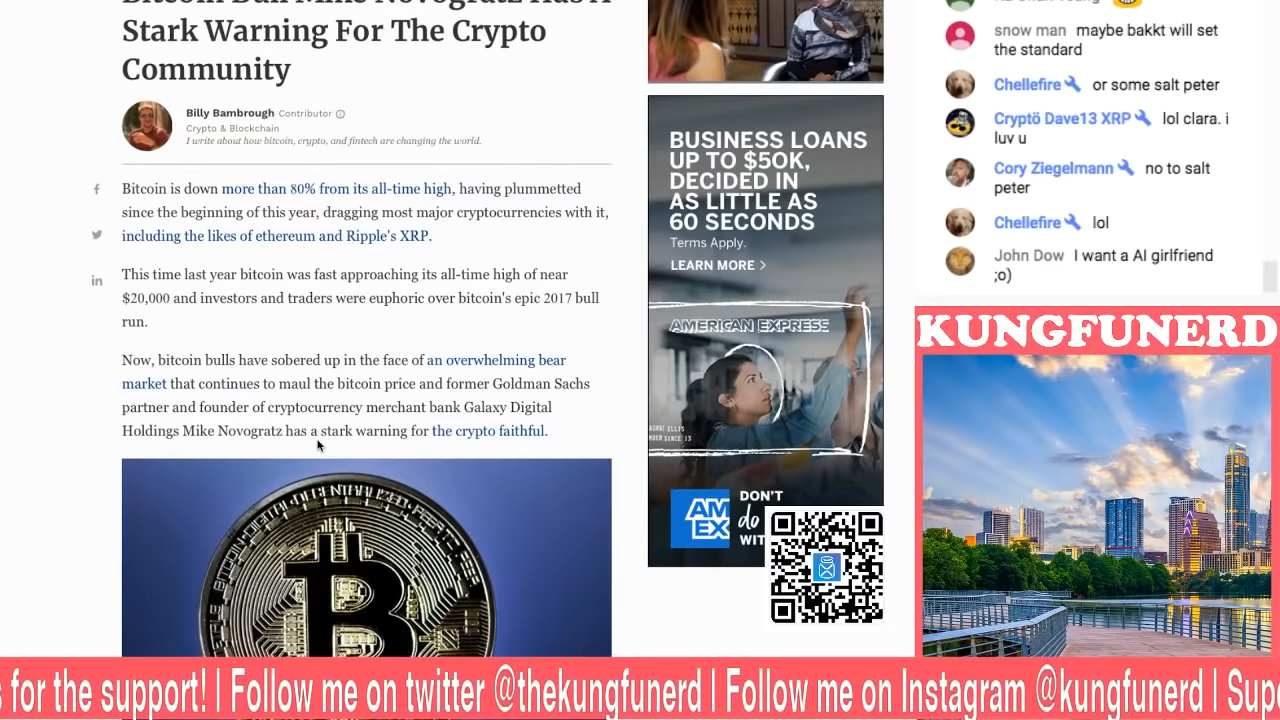 Bitcoin Bull Mike Novogratz Has A
Stark Warning For The Crypto
Community
Billy Bambrough Contributor
Crypto & Blockchain
I write about how bitcoin, crypto, and fintech are changing the world.
Bitcoin is down more than 80% from its all-time high, having plummetted
since the beginning of this year, dragging most major cryptocurrencies with it,
including the likes of ethereum and Ripple's XRP.
This time last year bitcoin was fast approaching its all-time high of near
$20,000 and investors and traders were euphoric over bitcoin's epic 2017 bull
run.
Now, bitcoin bulls have sobered up in the face of an overwhelming bear
market that continues to maul the bitcoin price and former Goldman Sachs
partner and founder of cryptocurrency merchant bank Galaxy Digital
Holdings Mike Novogratz has a stark warning for the crypto faithful.
BUSINESS LOANS
UP TO $50K,
DECIDED IN
AS LITTLE AS
60 SECONDS
Terms Apply.
LEARN MORE >
AMERICAN EXPRESS
AM
EX
DON'T
do
WIT
snow man maybe bakkt will set
the standard
Chellefire or some salt peter
Cryptö Dave13 XRP lol clara. i
luv u
Cory Ziegelmann no to salt
peter
Chellefire lol
John Dow I want a AI girlfriend
;o)
KUNGFUNERD
s for the support! | Follow me on twitter @thekungfunerd | Follow me on Instagram @kungfunerd | Supp